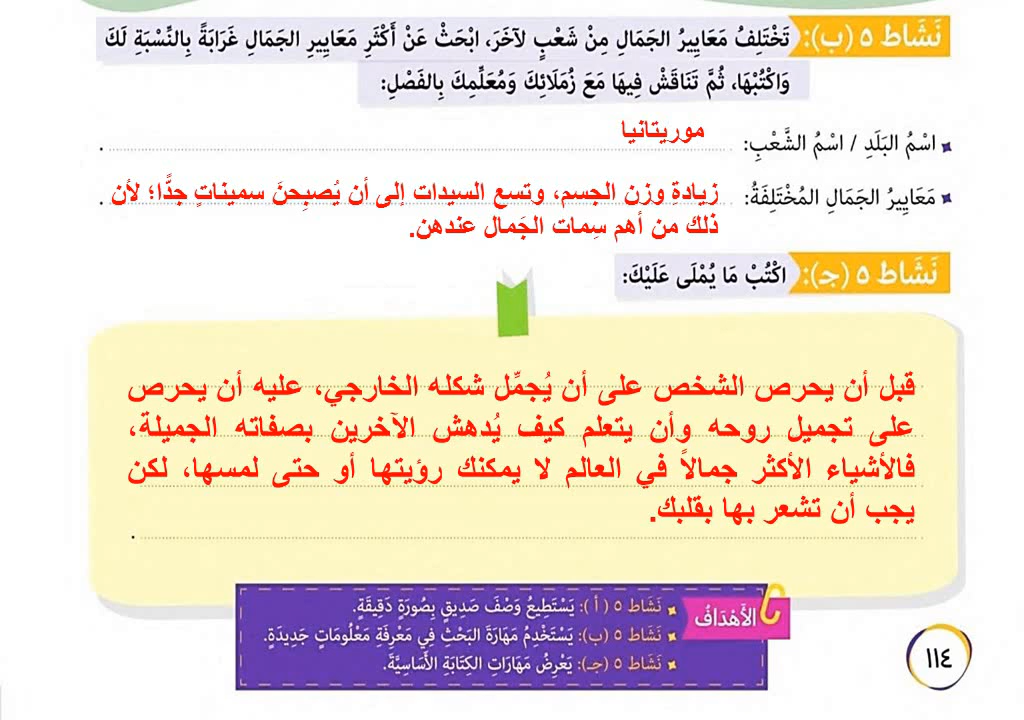 نَشَاط ٥ (ب): تَخْتَلِفُ مَعَايِيرُ الجَمَالِ مِنْ شَعْبٍ لآخَرَ، ابْحَثْ عَنْ أَكْثَرِ مَعَايِيرِ الجَمَالِ غَرَابَةً بِالنِّسْبَةِ لَكَ
وَاكْتُبْهَا، ثُمَّ تَنَاقَشْ فِيهَا مَعَ زُمَلَائِكَ وَمُعَلِّمِكَ بِالفَصْلِ:
اسْمُ البَلَدِ / اسْمُ الشَّعْبِ: موريتانيا
مَعَايِيرُ الجَمَالِ المُخْتَلِفَةُ: زيادةِ وزن الجسم، وتسع السيدات إلى أن يُصبِحنَ سميناتٍ جدًّا؛ لأن
ذلك من أهم سِمات الجَمال عندهن.
نَشَاط ٥ (جـ): اكْتُبْ مَا يُمْلَى عَلَيْكَ:
قبل أن يحرص الشخص على أن يُجمِّل شكله الخارجي، عليه أن يحرص
على تجميل روحه وأن يتعلم كيف يُدهش الآخرين بصفاته الجميلة،
فالأشياء الأكثر جمالاً في العالم لا يمكنك رؤيتها أو حتى لمسها، لكن
يجب أن تشعر بها بقلبك.
الأَهْدَافُ
نَشَاط ٥ ( أ ): يَسْتَطِيعُ وَصْفَ صَدِيقٍ بِصُورَةٍ دَقِيقَةٍ.
نَشَاط ٥ (ب): يَسْتَخْدِمُ مَهَارَةَ البَحْثِ فِي مَعْرِفَةِ مَعْلُومَاتٍ جَدِيدَةٍ.
نَشَاط ٥ (جـ): يَعْرِضُ مَهَارَاتِ الكِتَابَةِ الأَسَاسِيَّةَ.
١١٤